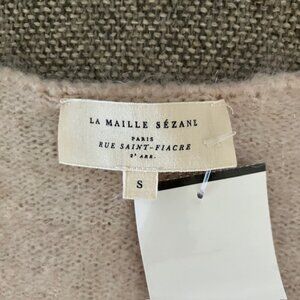 LA MAILLE SÉZANE
PARIS
RUE SAINT-FIACRE
2ᵉ ARR.
S